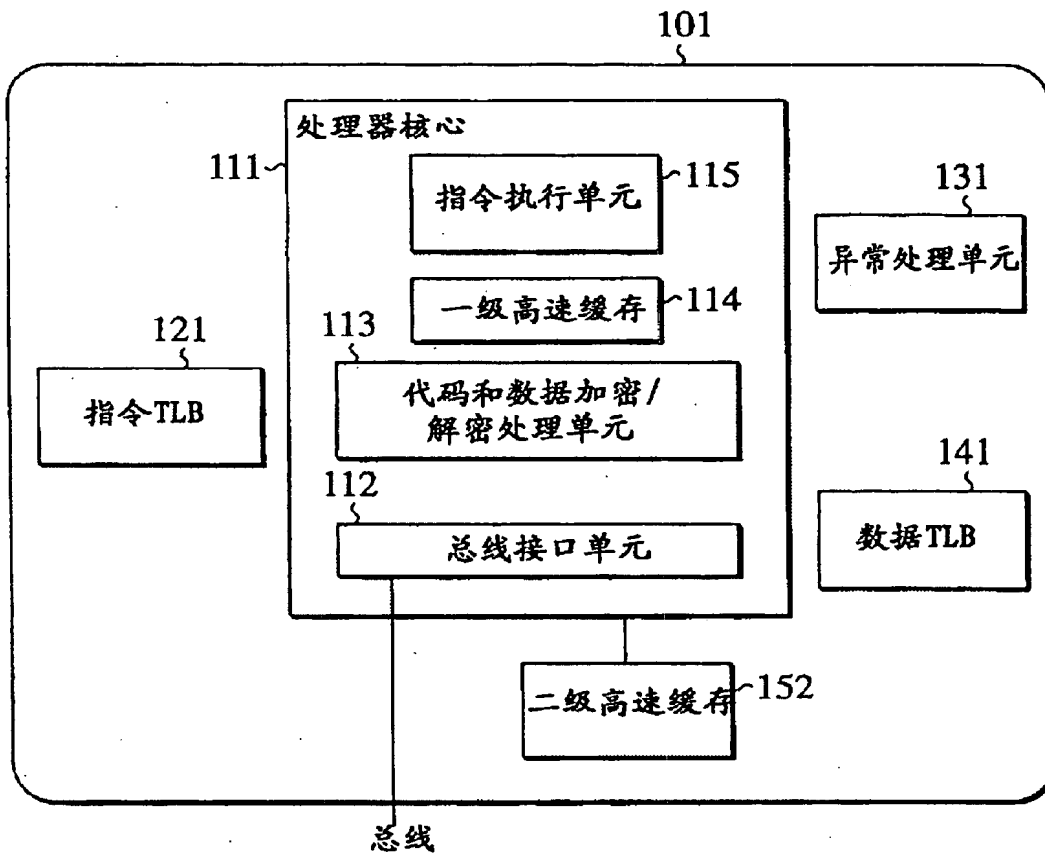 101
处理器核心
111
指令执行单元
115
131
异常处理单元
一级高速缓存
114
113
121
指令TLB
代码和数据加密/
解密处理单元
112
141
总线接口单元
数据TLB
二级高速缓存
152
总线